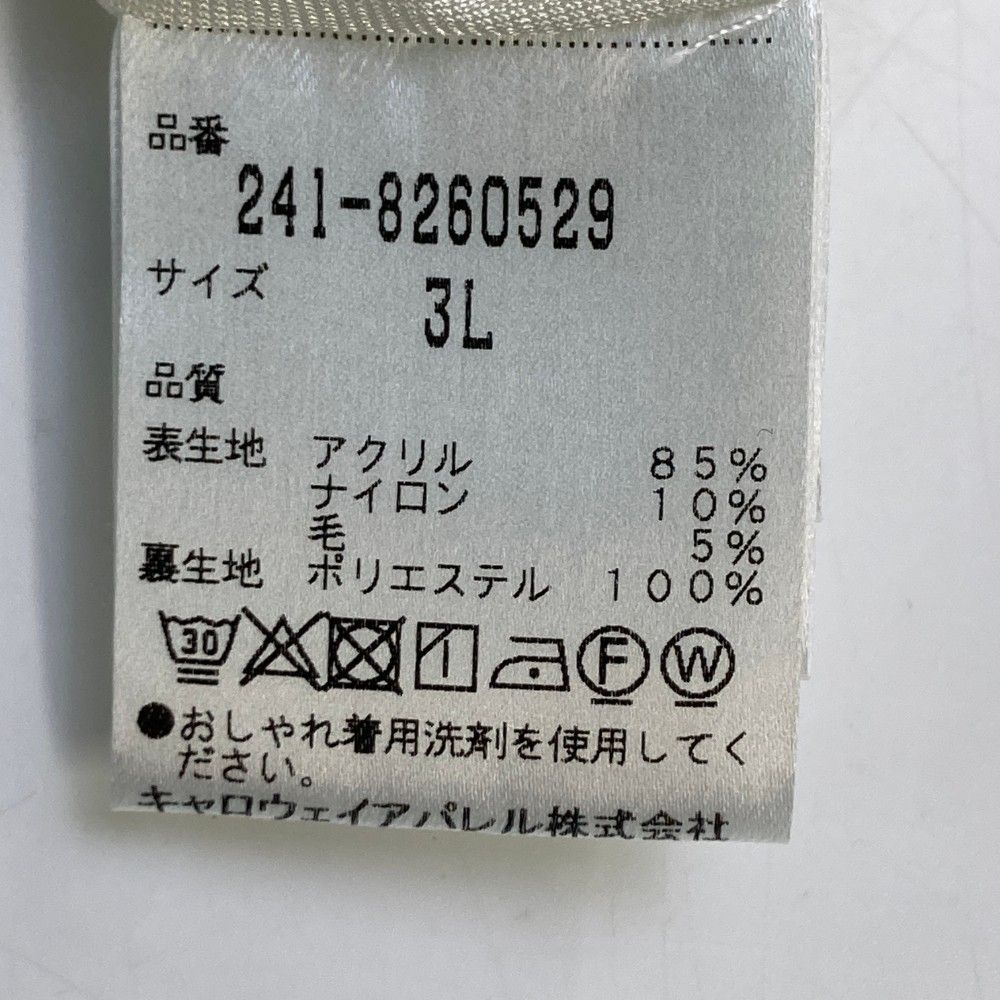 品番
241-8260529
サイズ
3L
品質
表生地 アクリル 85%
ナイロン 10%
毛 5%
裏生地 ポリエステル 100%
30 F W
●おしゃれ着用洗剤を使用してく
ださい。
キャロウェイアパレル株式会社